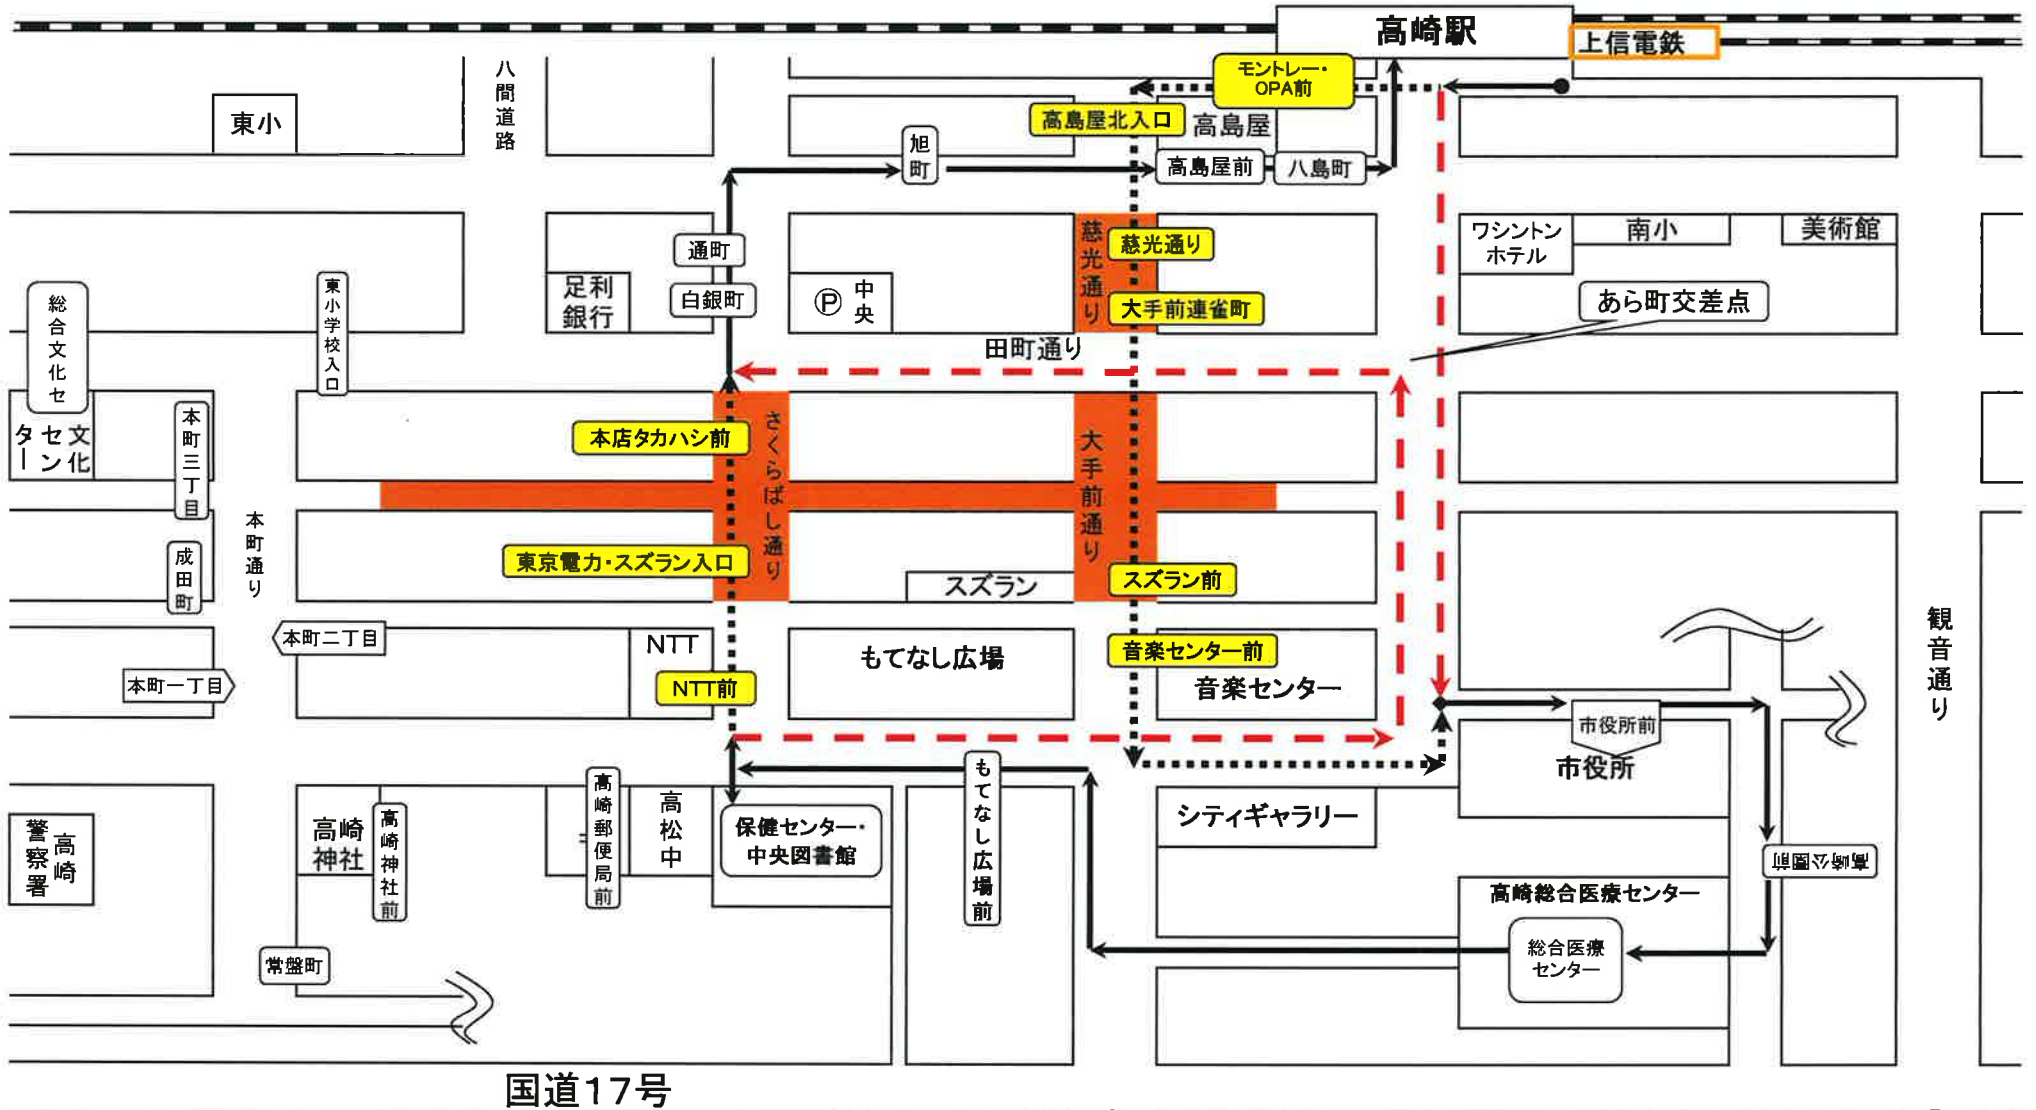 高崎駅
上信電鉄
モントレー・
OPA前
八間道路
東小
高島屋北入口
高島屋
旭町
高島屋前
八島町
通町
白銀町
足利
銀行
Ⓟ
中央
慈光通り
慈光通り
大手前連雀町
ワシントン
ホテル
南小
美術館
あら町交差点
総合文化セ
東小学校入口
田町通り
文化
セン
ター
本町三丁目
本店タカハシ前
さくらばし通り
大手前通り
本町通り
成田町
東京電力・スズラン入口
スズラン
スズラン前
本町二丁目
本町一丁目
NTT
NTT前
もてなし広場
音楽センター前
音楽センター
観音通り
市役所前
市役所
高崎
警察署
高崎
神社
高崎神社前
高崎郵便局前
高松中
保健センター・
中央図書館
もてなし広場前
シティギャラリー
高崎公園前
高崎総合医療センター
総合医療
センター
常盤町
国道17号